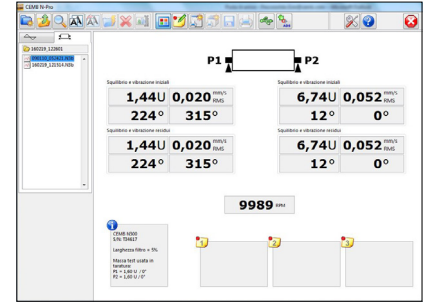 CEMB N-Pro
160219_122601
160219_121514.N3b
P1
P2
Squilibrio e vibrazione iniziali
Squilibrio e vibrazione iniziali
1,44U 0,020 mm/s RMS
6,74U 0,052 mm/s RMS
224° 315°
12° 0°
Squilibrio e vibrazione residui
Squilibrio e vibrazione residui
1,44U 0,020 mm/s RMS
6,74U 0,052 mm/s RMS
224° 315°
12° 0°
9989 RPM
CEMB N300
S/N: T34617
Larghezza filtro = 5%
Massa test usata in
taratura:
P1 = 1,60 U / 0°
P2 = 1,60 U / 0°
1
2
3